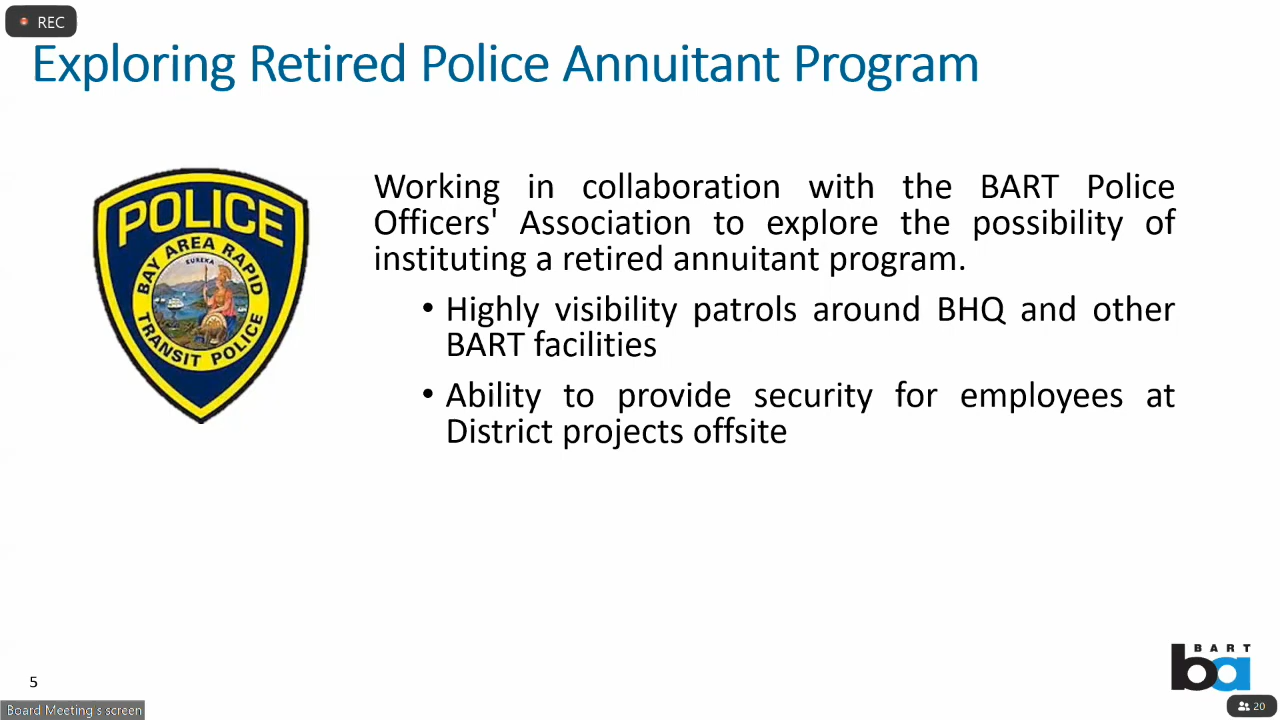 REC
Exploring Retired Police Annuitant Program
POLICE
BAY AREA RAPID
EUREKA
TRANSIT POLICE
Working in collaboration with the BART Police
Officers' Association to explore the possibility of
instituting a retired annuitant program.
• Highly visibility patrols around BHQ and other
BART facilities
• Ability to provide security for employees at
District projects offsite
5
BART
ba
Board Meeting s screen
20